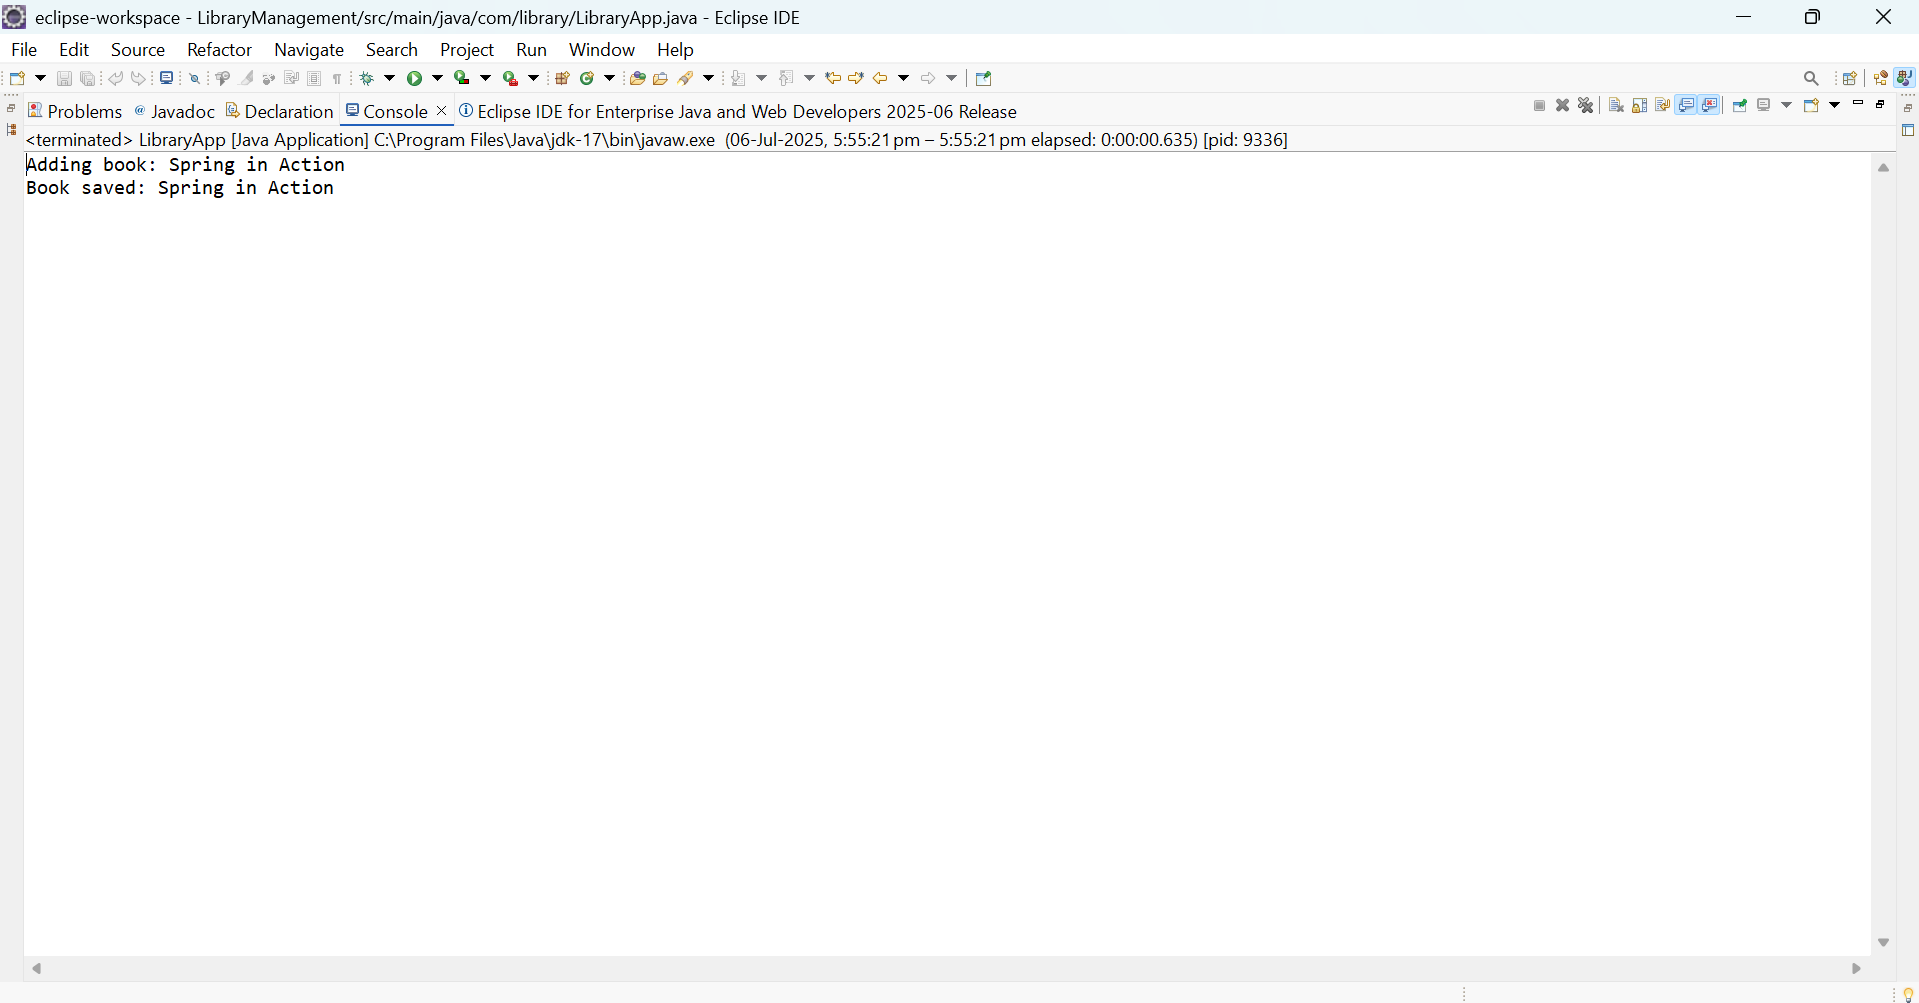 eclipse-workspace - LibraryManagement/src/main/java/com/library/LibraryApp.java - Eclipse IDE
File Edit Source Refactor Navigate Search Project Run Window Help
Problems Javadoc Declaration Console Eclipse IDE for Enterprise Java and Web Developers 2025-06 Release
<terminated> LibraryApp [Java Application] C:\Program Files\Java\jdk-17\bin\javaw.exe (06-Jul-2025, 5:55:21 pm – 5:55:21 pm elapsed: 0:00:00.635) [pid: 9336]
Adding book: Spring in Action
Book saved: Spring in Action